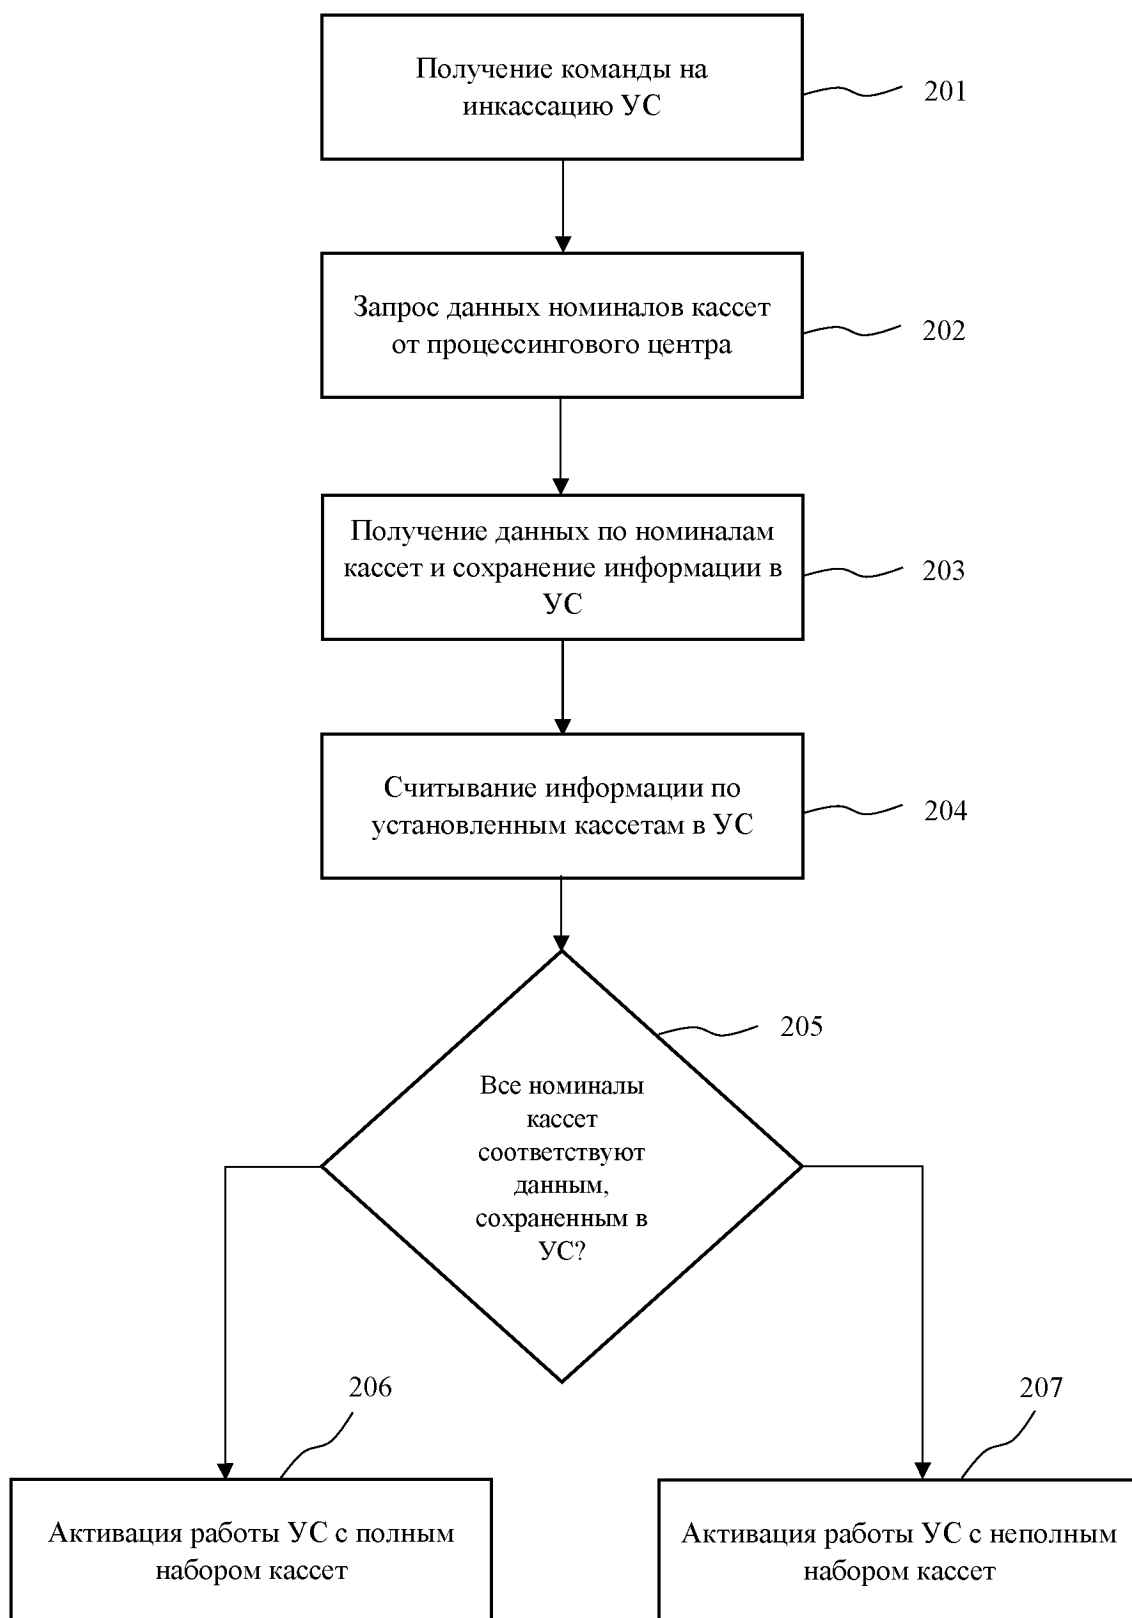 Получение команды на
инкассацию УС
201
Запрос данных номиналов кассет
от процессингового центра
202
Получение данных по номиналам
кассет и сохранение информации в
УС
203
Считывание информации по
установленным кассетам в УС
204
205
Все номиналы
кассет
соответствуют
данным,
сохраненным в
УС?
206
207
Активация работы УС с полным
набором кассет
Активация работы УС с неполным
набором кассет